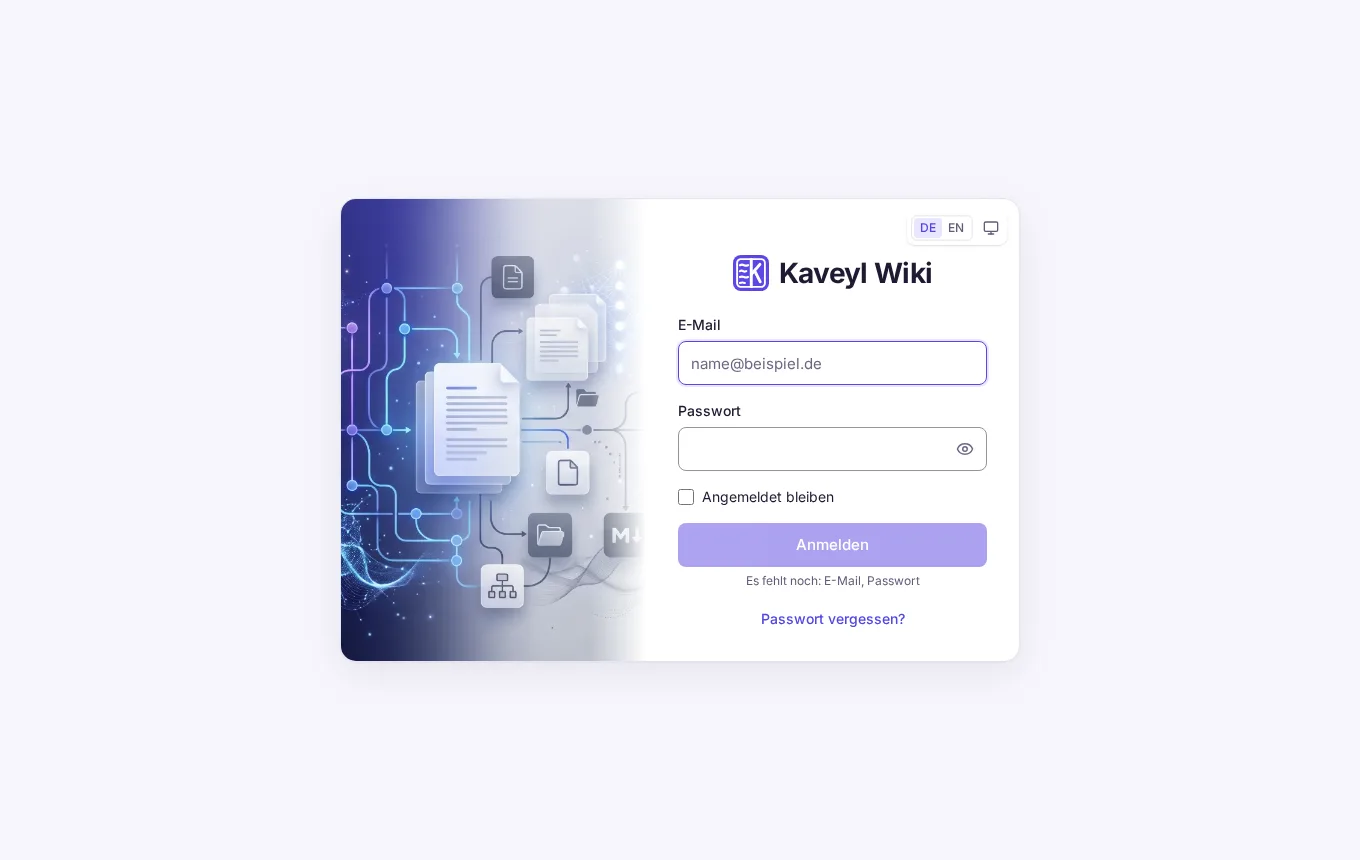 DE EN
Kaveyl Wiki
E-Mail
name@beispiel.de
Passwort
Angemeldet bleiben
M
Anmelden
Es fehlt noch: E-Mail, Passwort
Passwort vergessen?